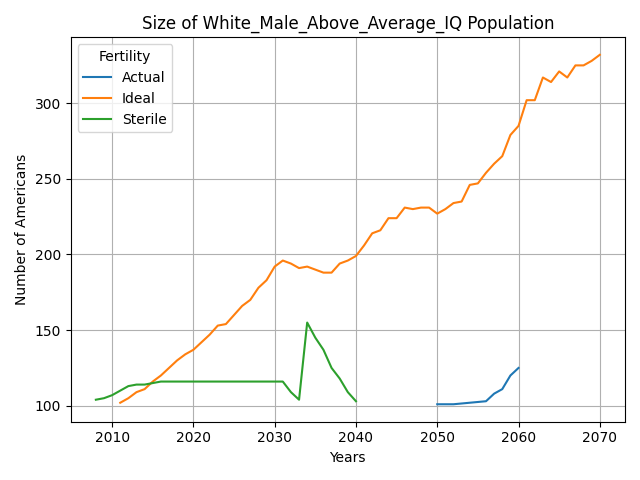 Size of White_Male_Above_Average_IQ Population
Fertility
Actual
Ideal
Sterile
Number of Americans
300
250
200
150
100
2010 2020 2030 2040 2050 2060 2070
Years